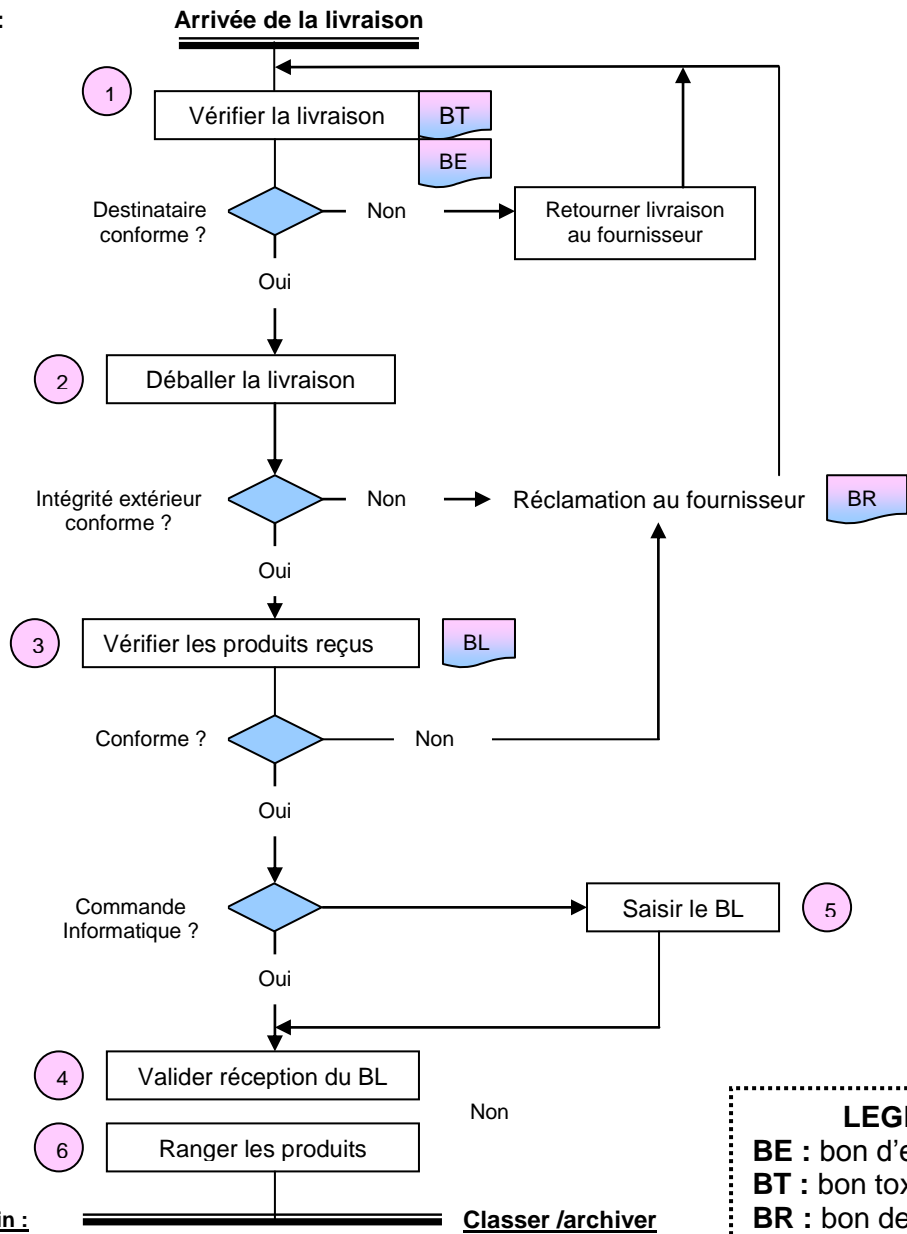 :
Arrivée de la livraison
1
Vérifier la livraison
BT
BE
Destinataire
conforme ?
Non
Retourner livraison
au fournisseur
Oui
2
Déballer la livraison
Intégrité extérieur
conforme ?
Non
Réclamation au fournisseur
BR
Oui
3
Vérifier les produits reçus
BL
Conforme ?
Non
Oui
Commande
Informatique ?
Saisir le BL
5
Oui
4
Valider réception du BL
Non
6
Ranger les produits
LEG
BE : bon d'e
BT : bon tox
BR : bon de
in :
Classer /archiver